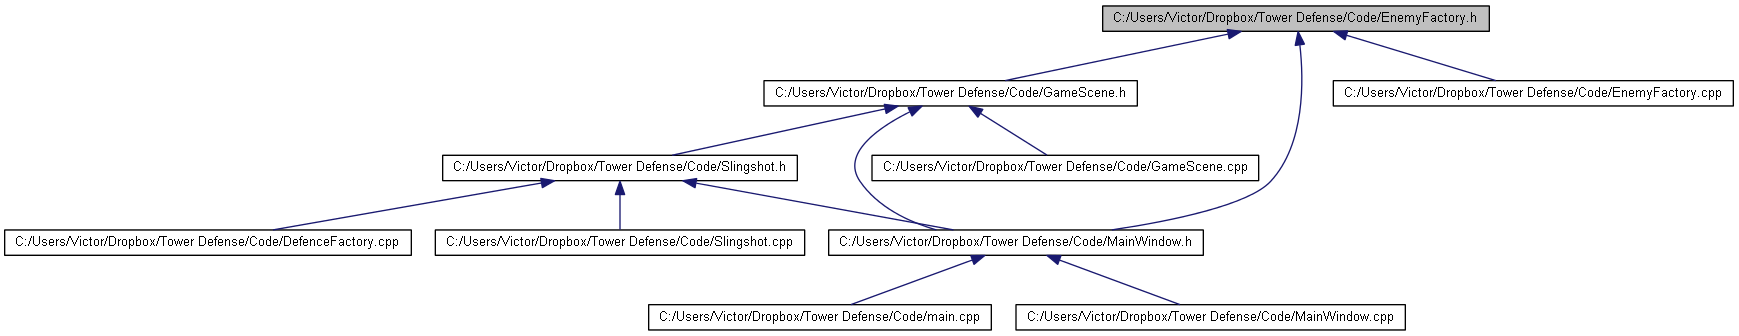 C:/Users/Victor/Dropbox/Tower Defense/Code/EnemyFactory.h
C:/Users/Victor/Dropbox/Tower Defense/Code/GameScene.h
C:/Users/Victor/Dropbox/Tower Defense/Code/EnemyFactory.cpp
C:/Users/Victor/Dropbox/Tower Defense/Code/Slingshot.h
C:/Users/Victor/Dropbox/Tower Defense/Code/GameScene.cpp
C:/Users/Victor/Dropbox/Tower Defense/Code/DefenceFactory.cpp
C:/Users/Victor/Dropbox/Tower Defense/Code/Slingshot.cpp
C:/Users/Victor/Dropbox/Tower Defense/Code/MainWindow.h
C:/Users/Victor/Dropbox/Tower Defense/Code/main.cpp
C:/Users/Victor/Dropbox/Tower Defense/Code/MainWindow.cpp